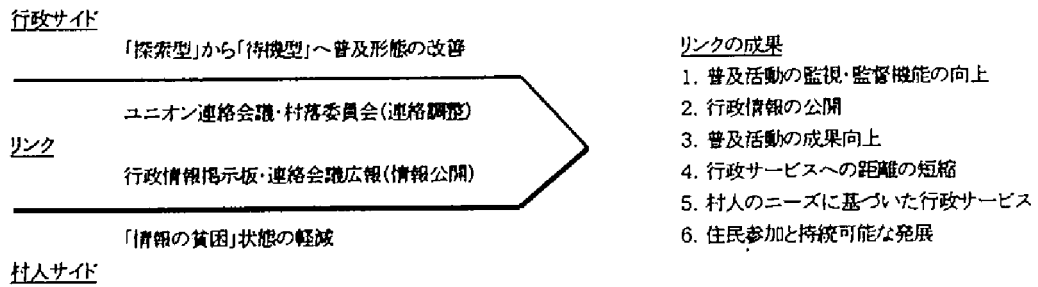 行政サイド
「探索型」から「待機型」へ普及形態の改善
ユニオン連絡会議・村落委員会(連絡調整)
リンク
行政情報掲示板・連絡会議広報(情報公開)
「情報の貧困」状態の軽減
村人サイド
リンクの成果
1. 普及活動の監視・監督機能の向上
2. 行政情報の公開
3. 普及活動の成果向上
4. 行政サービスへの距離の短縮
5. 村人のニーズに基づいた行政サービス
6. 住民参加と持続可能な発展